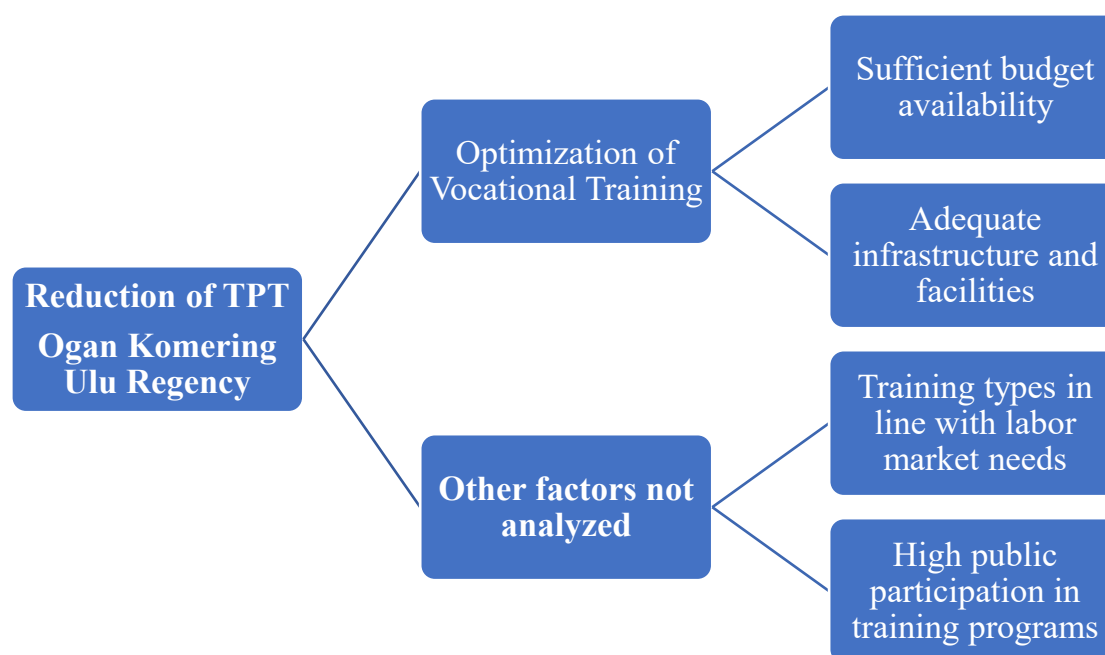 Reduction of TPT
Ogan Komering
Ulu Regency
Optimization of
Vocational Training
Other factors not
analyzed
Sufficient budget
availability
Adequate
infrastructure and
facilities
Training types in
line with labor
market needs
High public
participation in
training programs